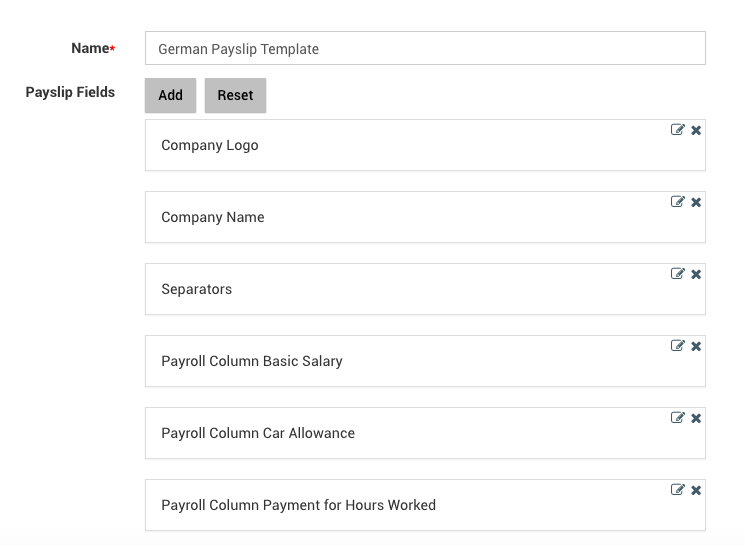 Name* German Payslip Template
Payslip Fields Add Reset
Company Logo
Company Name
Separators
Payroll Column Basic Salary
Payroll Column Car Allowance
Payroll Column Payment for Hours Worked